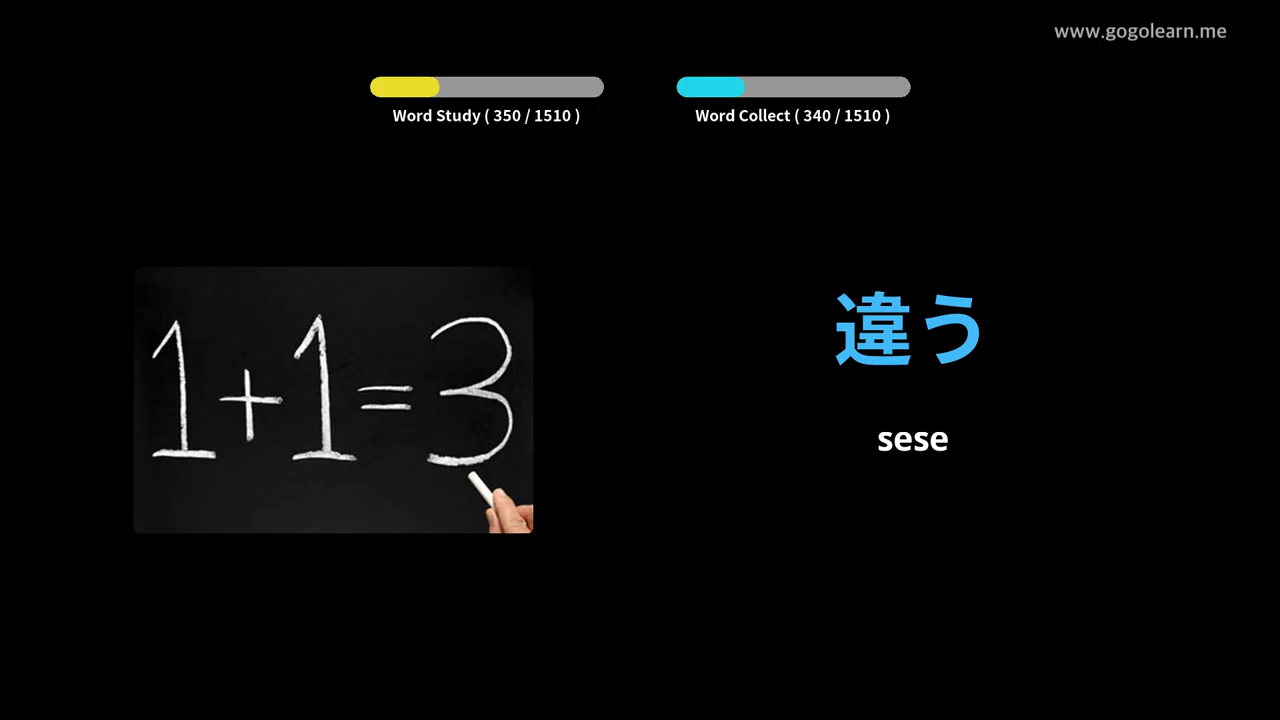 www.gogolearn.me
Word Study ( 350 / 1510 )
Word Collect ( 340 / 1510 )
1+1=3
違う
sese